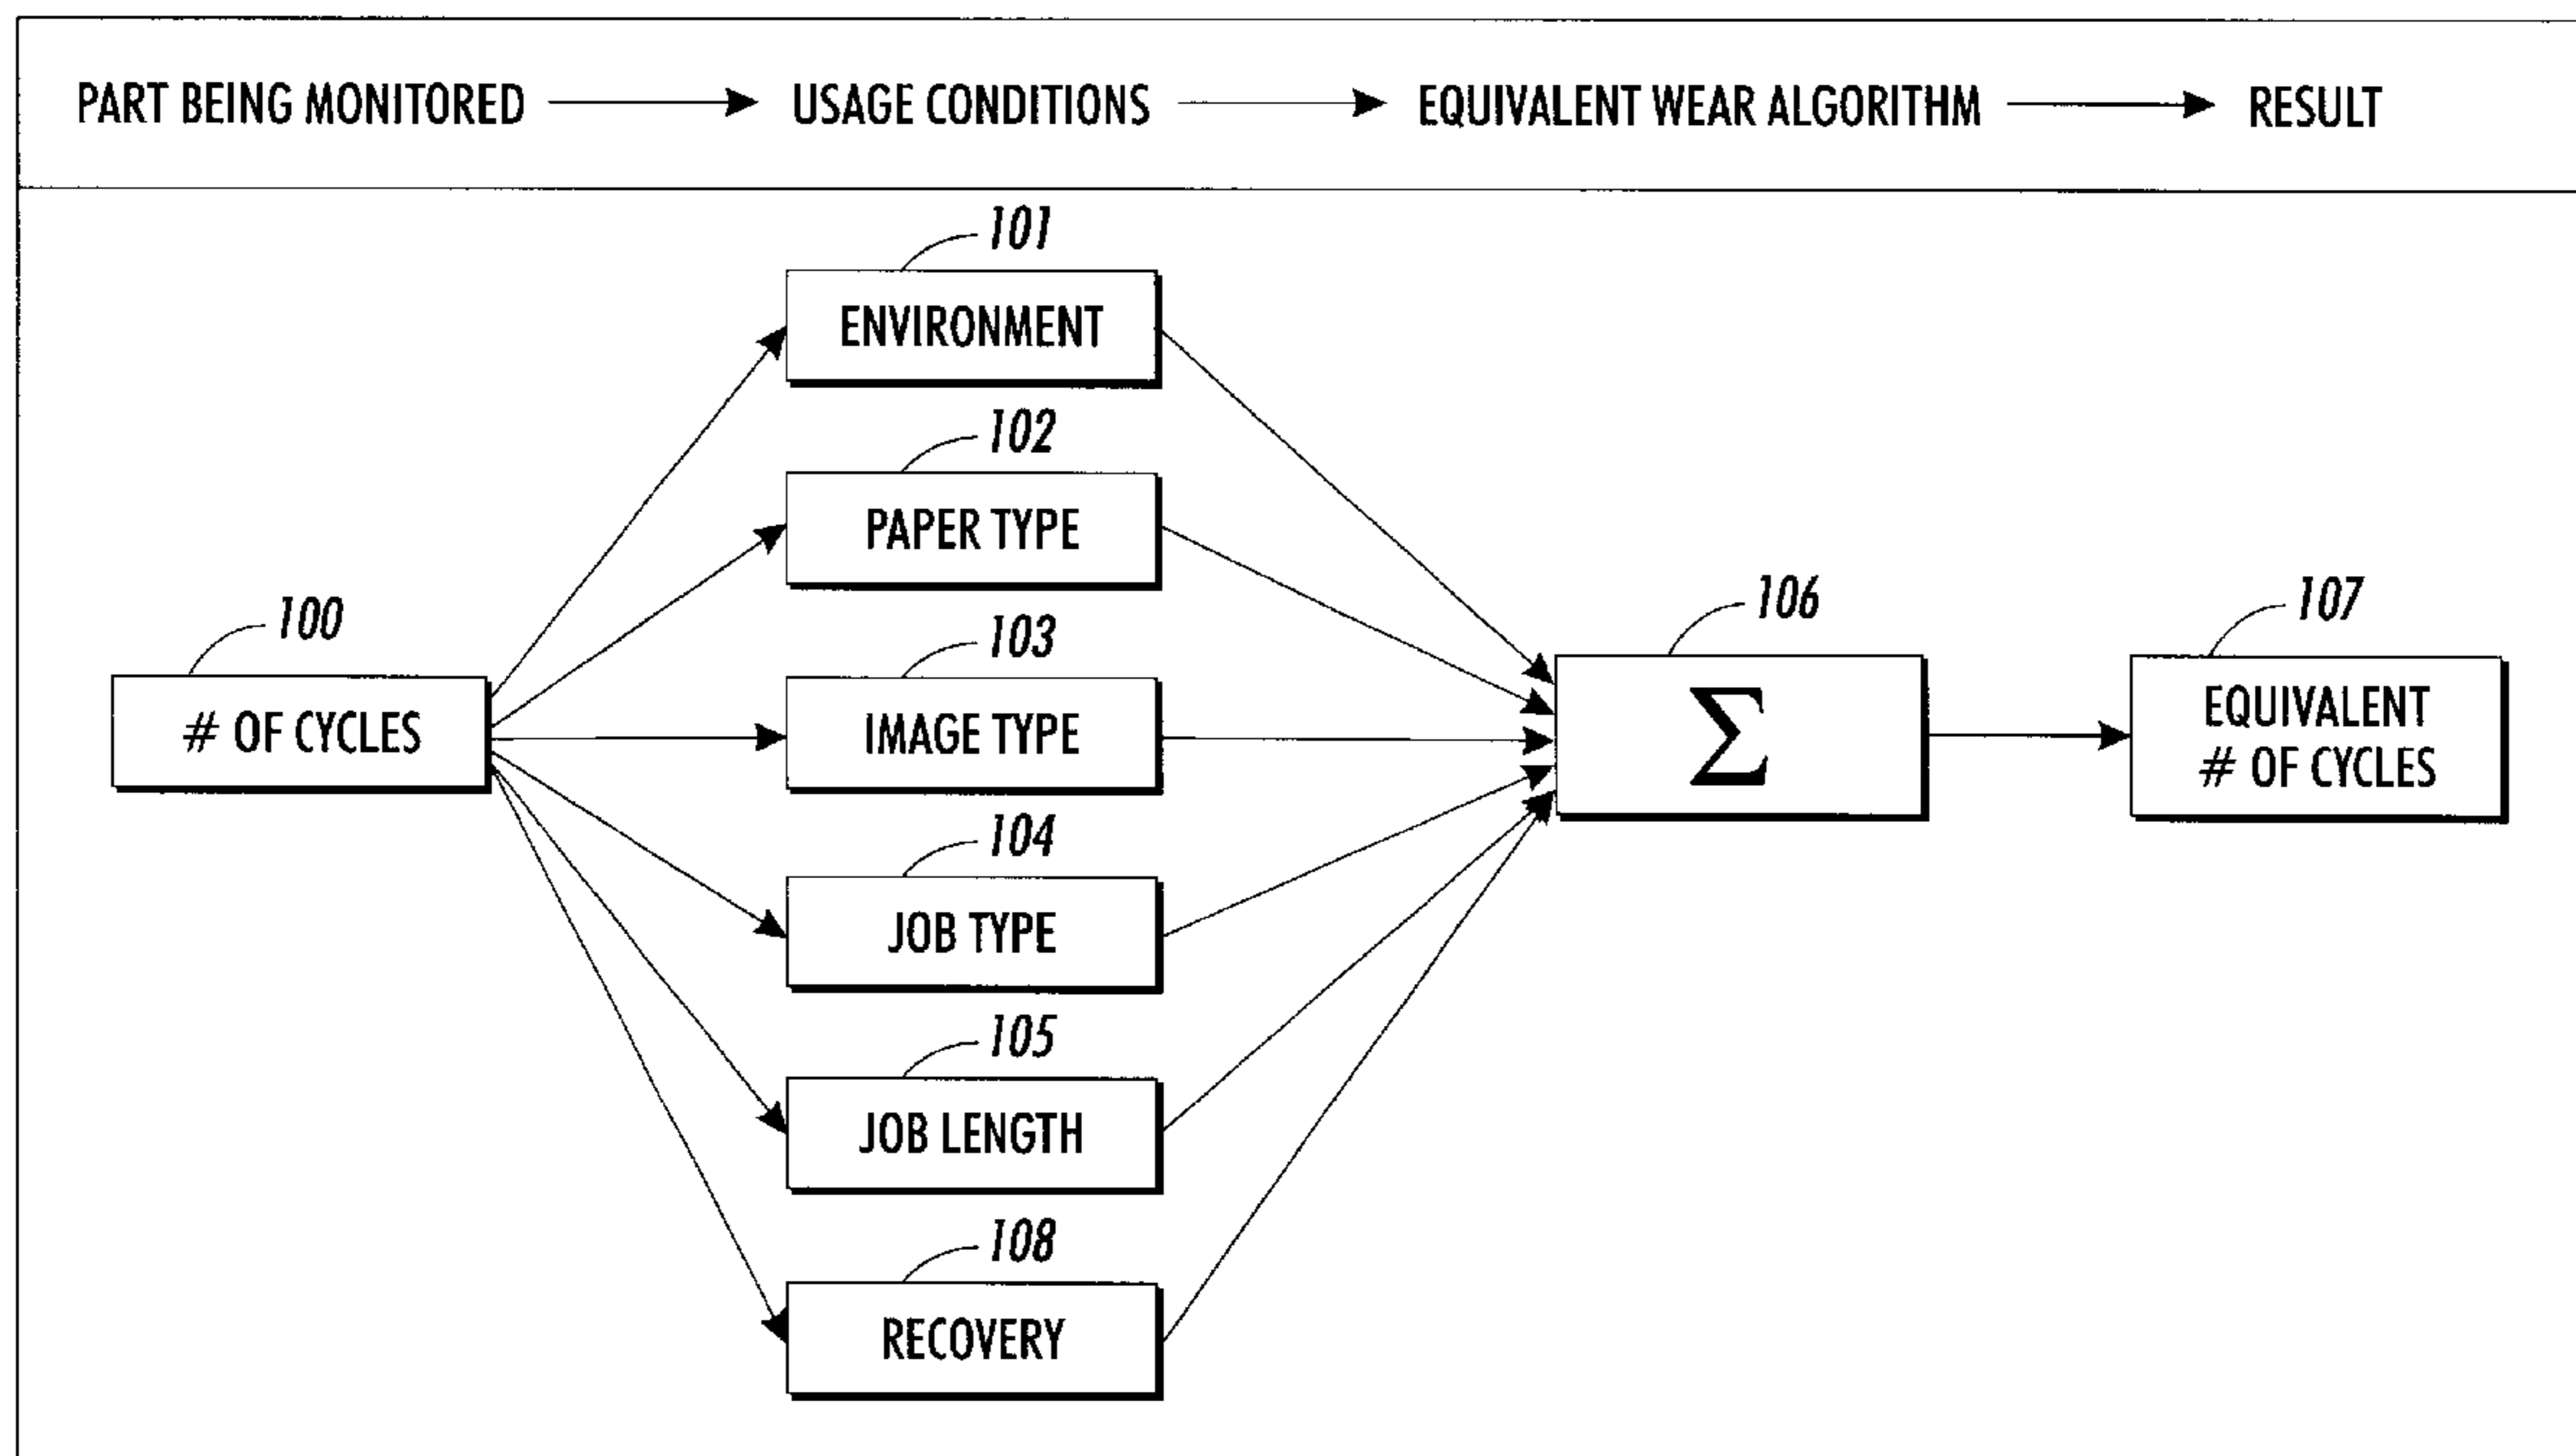 PART BEING MONITORED USAGE CONDITIONS EQUIVALENT WEAR ALGORITHM RESULT
101
ENVIRONMENT
102
PAPER TYPE
100
# OF CYCLES
103
IMAGE TYPE
104
JOB TYPE
105
JOB LENGTH
108
RECOVERY
106
Σ
107
EQUIVALENT
# OF CYCLES